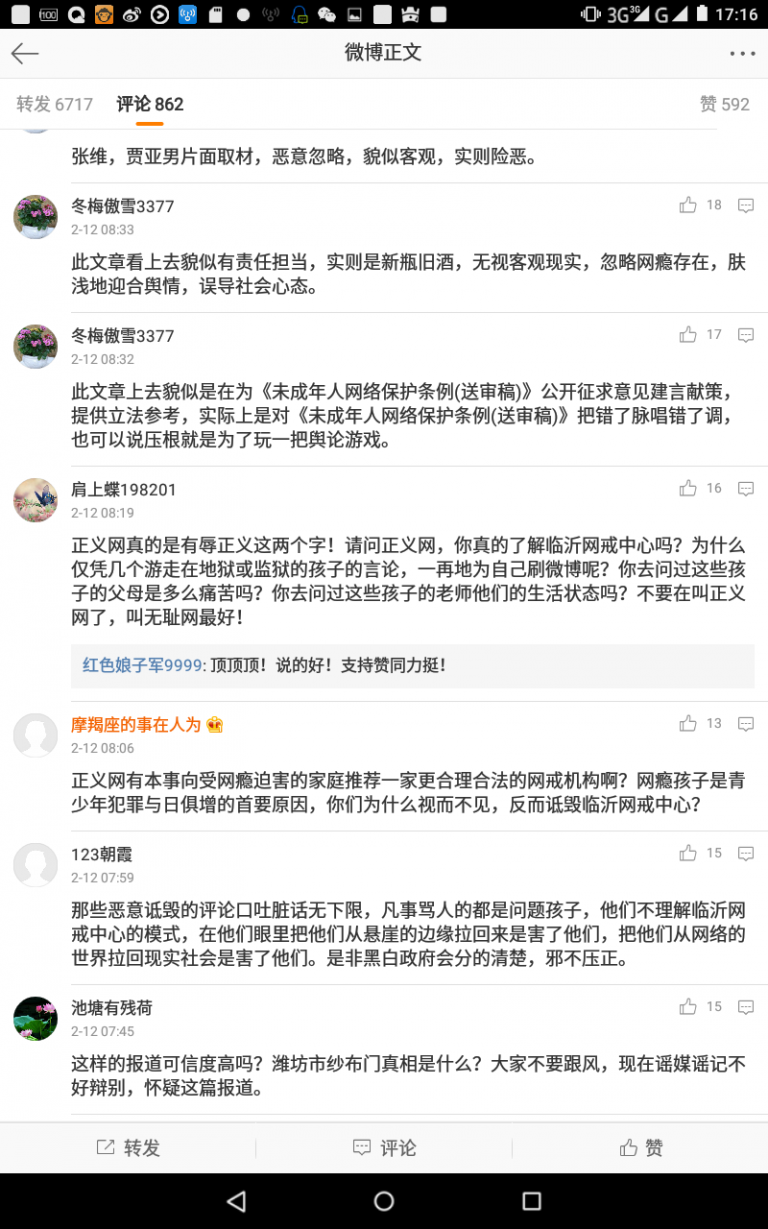 100
3G
3G
G
17:16
微博正文
转发 6717 评论 862 赞 592
张维，贾亚男片面取材，恶意忽略，貌似客观，实则险恶。
冬梅傲雪3377 18
2-12 08:33
此文章看上去貌似有责任担当，实则是新瓶旧酒，无视客观现实，忽略网瘾存在，肤
浅地迎合舆情，误导社会心态。
冬梅傲雪3377 17
2-12 08:32
此文章上去貌似是在为《未成年人网络保护条例(送审稿)》公开征求意见建言献策，
提供立法参考，实际上是对《未成年人网络保护条例(送审稿)》把错了脉唱错了调，
也可以说压根就是为了玩一把舆论游戏。
肩上蝶198201 16
2-12 08:19
正义网真的是有辱正义这两个字！请问正义网，你真的了解临沂网戒中心吗？为什么
仅凭几个游走在地狱或监狱的孩子的言论，一再地为自己刷微博呢？你去问过这些孩
子的父母是多么痛苦吗？你去问过这些孩子的老师他们的生活状态吗？不要在叫正义
网了，叫无耻网最好！
红色娘子军9999: 顶顶顶！说的好！支持赞同力挺！
摩羯座的事在人为 13
2-12 08:06
正义网有本事向受网瘾迫害的家庭推荐一家更合理合法的网戒机构啊？网瘾孩子是青
少年犯罪与日俱增的首要原因，你们为什么视而不见，反而诋毁临沂网戒中心？
123朝霞 15
2-12 07:59
那些恶意诋毁的评论口吐脏话无下限，凡事骂人的都是问题孩子，他们不理解临沂网
戒中心的模式，在他们眼里把他们从悬崖的边缘拉回来是害了他们，把他们从网络的
世界拉回现实社会是害了他们。是非黑白政府会分的清楚，邪不压正。
池塘有残荷 15
2-12 07:45
这样的报道可信度高吗？潍坊市纱布门真相是什么？大家不要跟风，现在谣媒谣记不
好辩别，怀疑这篇报道。
转发 评论 赞